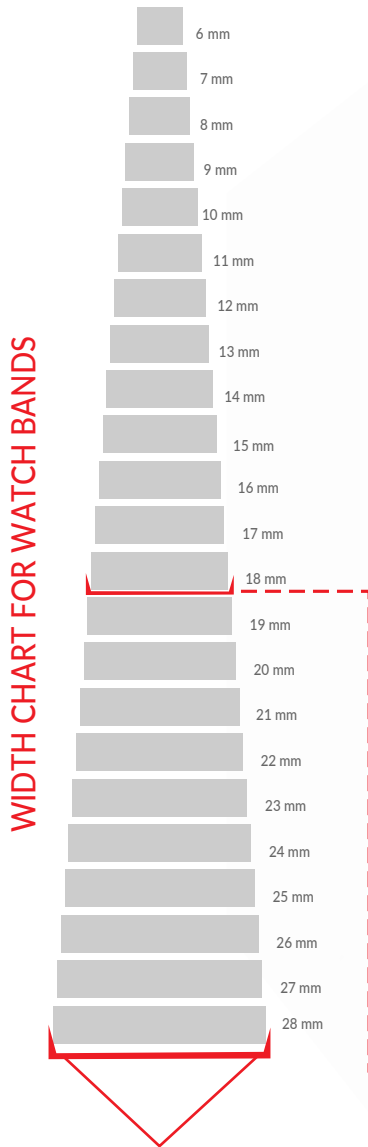 WIDTH CHART FOR WATCH BANDS
6 mm
7 mm
8 mm
9 mm
10 mm
11 mm
12 mm
13 mm
14 mm
15 mm
16 mm
17 mm
18 mm
19 mm
20 mm
21 mm
22 mm
23 mm
24 mm
25 mm
26 mm
27 mm
28 mm